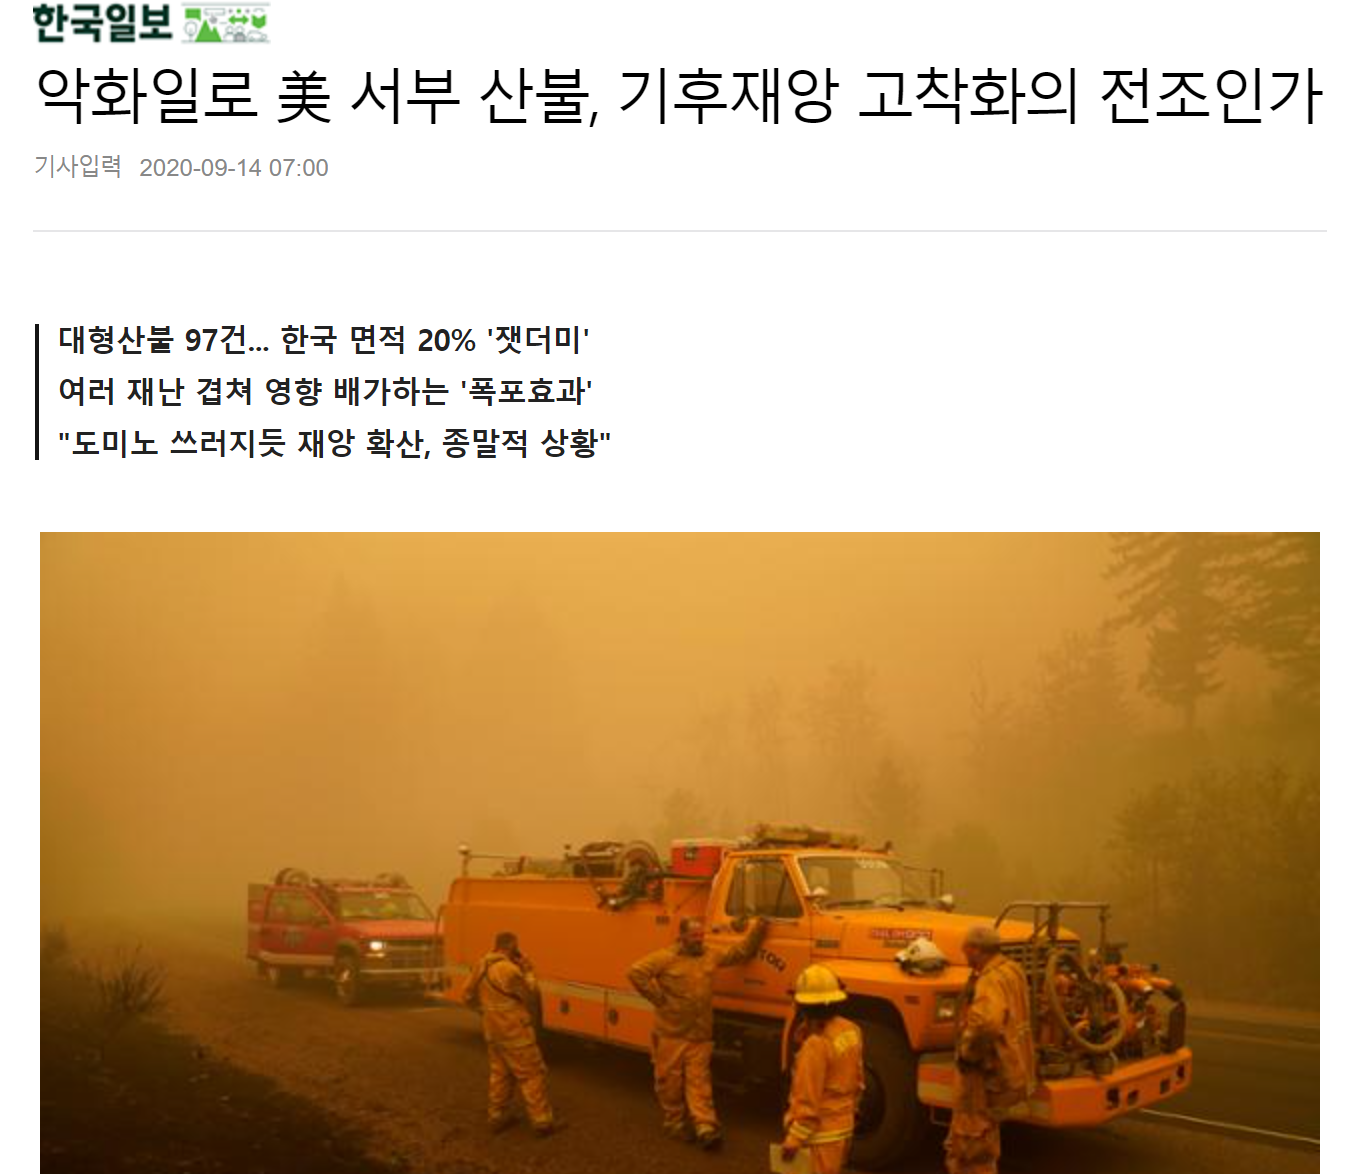 한국일보
악화일로 美 서부 산불, 기후재앙 고착화의 전조인가
기사입력 2020-09-14 07:00
대형산불 97건... 한국 면적 20% '잿더미'
여러 재난 겹쳐 영향 배가하는 '폭포효과'
"도미노 쓰러지듯 재앙 확산, 종말적 상황"